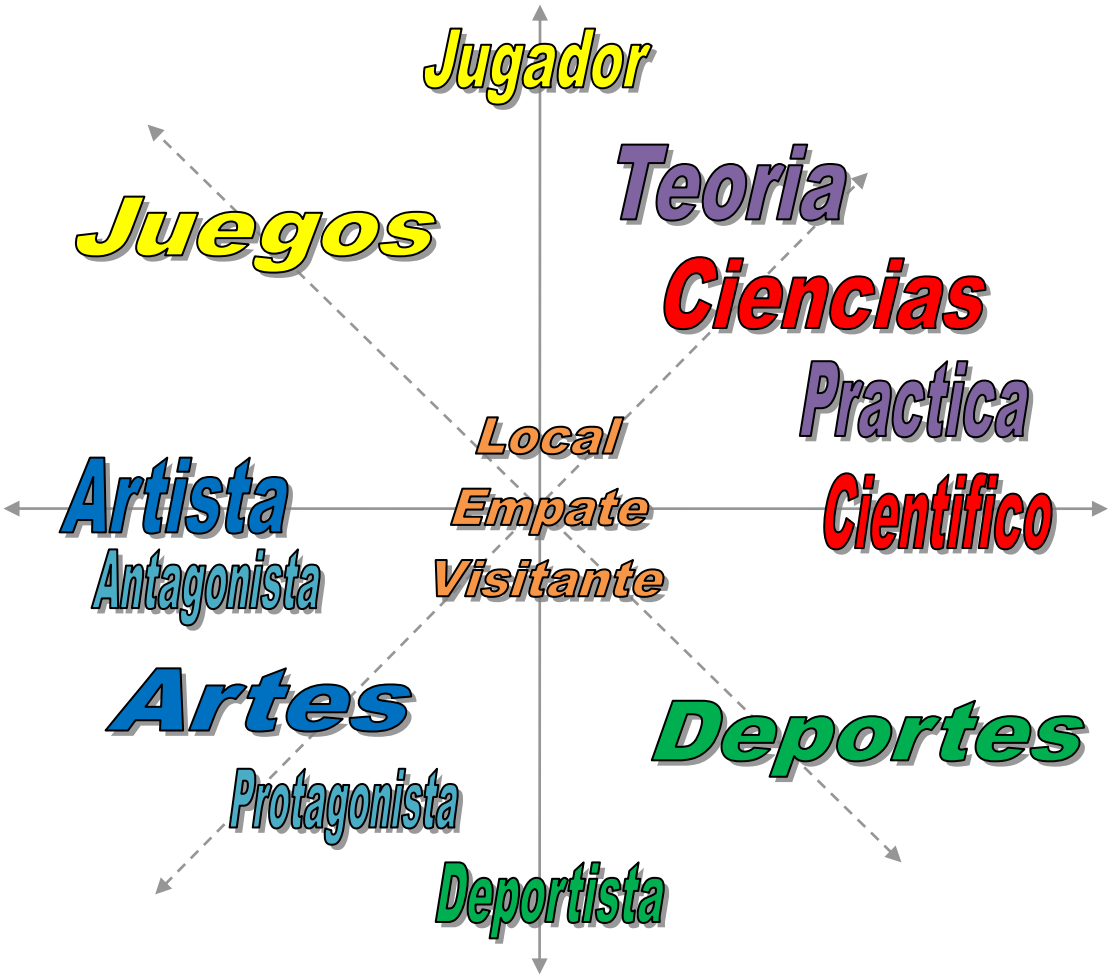 Jugador
Teoria
Juegos
Ciencias
Practica
Local
Artista
Empate
Cientifico
Antagonista
Visitante
Artes
Deportes
Protagonista
Deportista